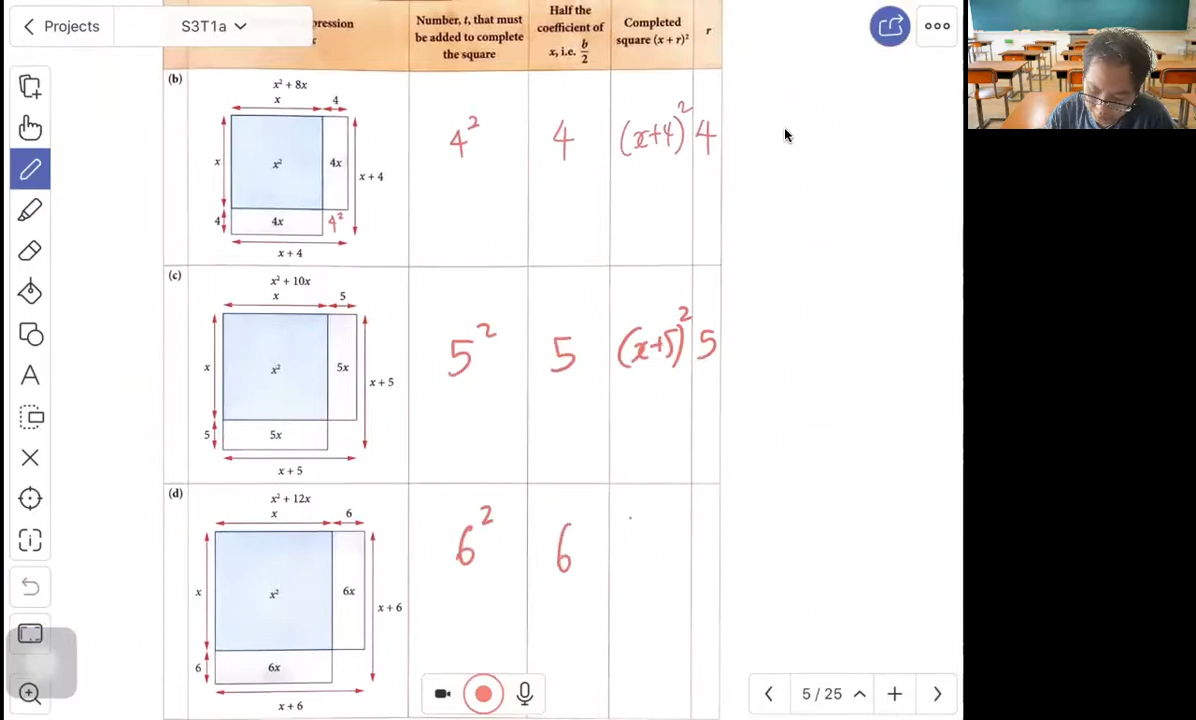 Projects
S3T1a
pression
Number, t, that must
be added to complete
the square
Half the
coefficient of
x, i.e. b/2
Completed
square (x + r)²
r
(b)
x² + 8x
x
4
x
x²
4x
x + 4
4
4x
4²
x + 4
4²
4
(x+4)²
4
(c)
x² + 10x
x
5
x
x²
5x
x + 5
5
5x
x + 5
5²
5
(x+5)²
5
(d)
x² + 12x
x
6
x
x²
6x
x + 6
6
6x
x + 6
6²
6
5 / 25